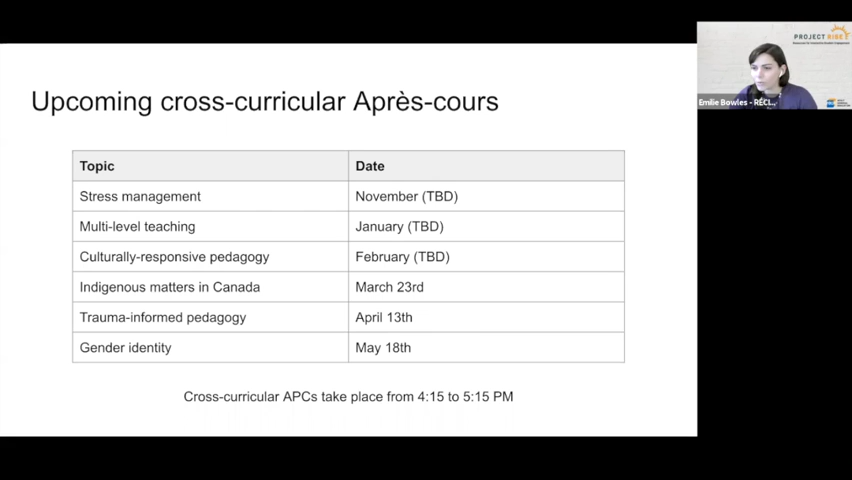 Upcoming cross-curricular Après-cours
Topic Date
Stress management November (TBD)
Multi-level teaching January (TBD)
Culturally-responsive pedagogy February (TBD)
Indigenous matters in Canada March 23rd
Trauma-informed pedagogy April 13th
Gender identity May 18th
Cross-curricular APCs take place from 4:15 to 5:15 PM
PROJECT RISE
Emilie Bowles - RÉCI...